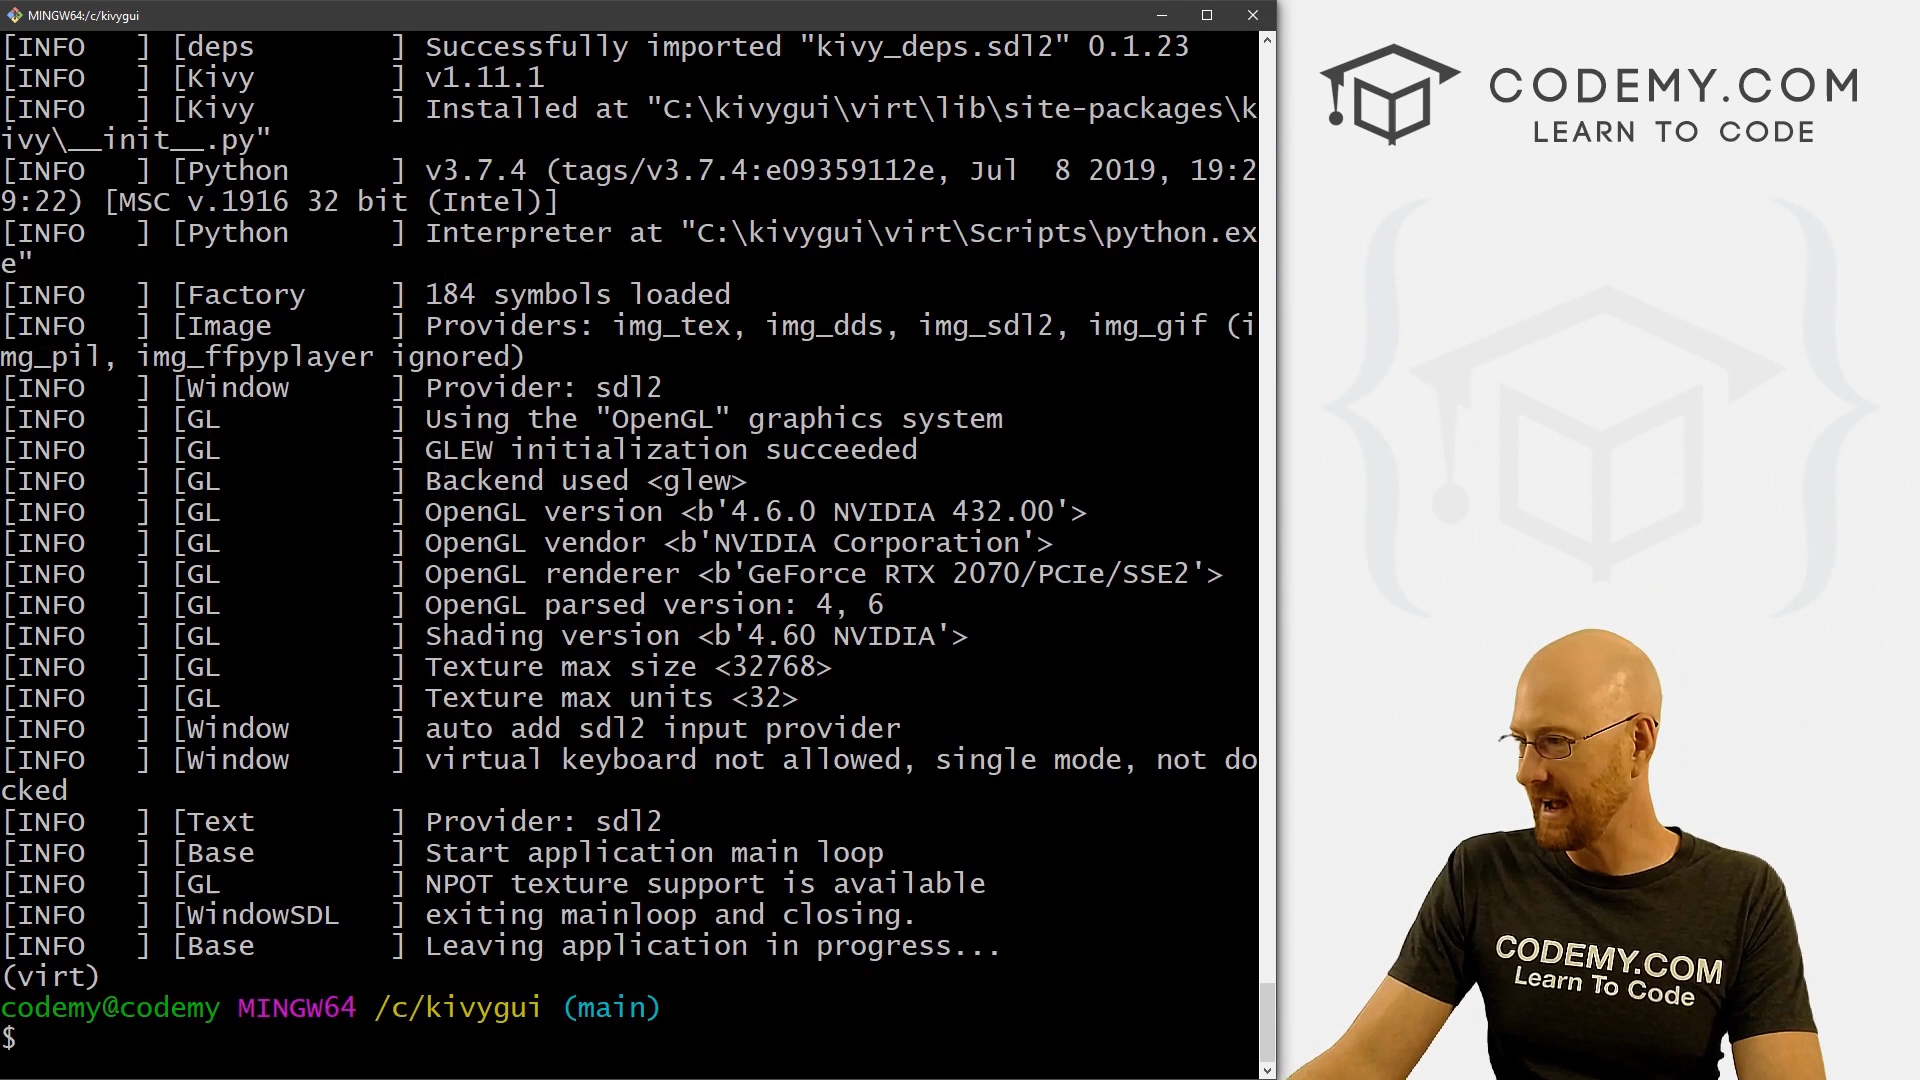 MINGW64:/c/kivygui
[INFO   ] [deps        ] Successfully imported "kivy_deps.sdl2" 0.1.23
[INFO   ] [Kivy        ] v1.11.1
[INFO   ] [Kivy        ] Installed at "C:\kivygui\virt\lib\site-packages\k
ivy\__init__.py"
[INFO   ] [Python      ] v3.7.4 (tags/v3.7.4:e09359112e, Jul  8 2019, 19:2
9:22) [MSC v.1916 32 bit (Intel)]
[INFO   ] [Python      ] Interpreter at "C:\kivygui\virt\Scripts\python.ex
e"
[INFO   ] [Factory     ] 184 symbols loaded
[INFO   ] [Image       ] Providers: img_tex, img_dds, img_sdl2, img_gif (i
mg_pil, img_ffpyplayer ignored)
[INFO   ] [Window      ] Provider: sdl2
[INFO   ] [GL          ] Using the "OpenGL" graphics system
[INFO   ] [GL          ] GLEW initialization succeeded
[INFO   ] [GL          ] Backend used <glew>
[INFO   ] [GL          ] OpenGL version <b'4.6.0 NVIDIA 432.00'>
[INFO   ] [GL          ] OpenGL vendor <b'NVIDIA Corporation'>
[INFO   ] [GL          ] OpenGL renderer <b'GeForce RTX 2070/PCIe/SSE2'>
[INFO   ] [GL          ] OpenGL parsed version: 4, 6
[INFO   ] [GL          ] Shading version <b'4.60 NVIDIA'>
[INFO   ] [GL          ] Texture max size <32768>
[INFO   ] [GL          ] Texture max units <32>
[INFO   ] [Window      ] auto add sdl2 input provider
[INFO   ] [Window      ] virtual keyboard not allowed, single mode, not do
cked
[INFO   ] [Text        ] Provider: sdl2
[INFO   ] [Base        ] Start application main loop
[INFO   ] [GL          ] NPOT texture support is available
[INFO   ] [WindowSDL   ] exiting mainloop and closing.
[INFO   ] [Base        ] Leaving application in progress...
(virt)
codemy@codemy MINGW64 /c/kivygui (main)
$
CODEMY.COM
LEARN TO CODE
CODEMY.COM
Learn To Code